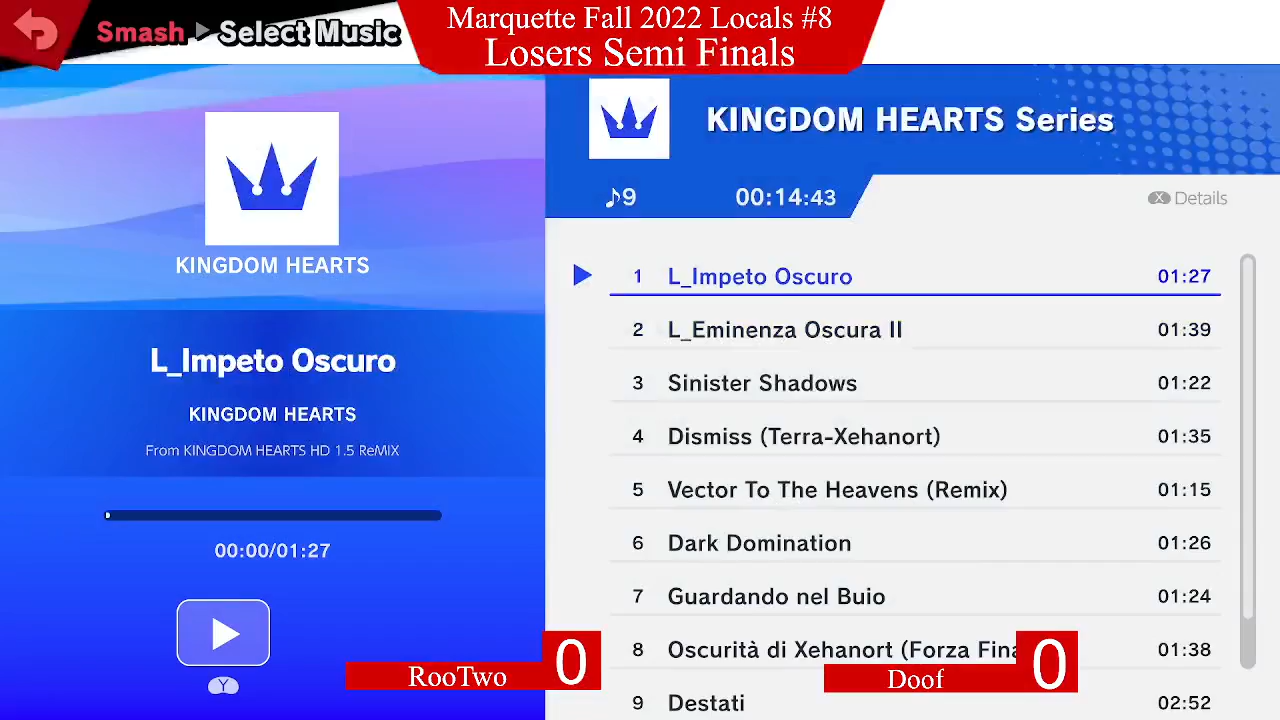 Smash Select Music
Marquette Fall 2022 Locals #8
Losers Semi Finals
KINGDOM HEARTS
L_Impeto Oscuro
KINGDOM HEARTS
From KINGDOM HEARTS HD 1.5 ReMIX
00:00/01:27
Y
KINGDOM HEARTS Series
♪9 00:14:43
X Details
1 L_Impeto Oscuro 01:27
2 L_Eminenza Oscura II 01:39
3 Sinister Shadows 01:22
4 Dismiss (Terra-Xehanort) 01:35
5 Vector To The Heavens (Remix) 01:15
6 Dark Domination 01:26
7 Guardando nel Buio 01:24
8 Oscurità di Xehanort (Forza Fina 01:38
9 Destati 02:52
RooTwo 0
Doof 0